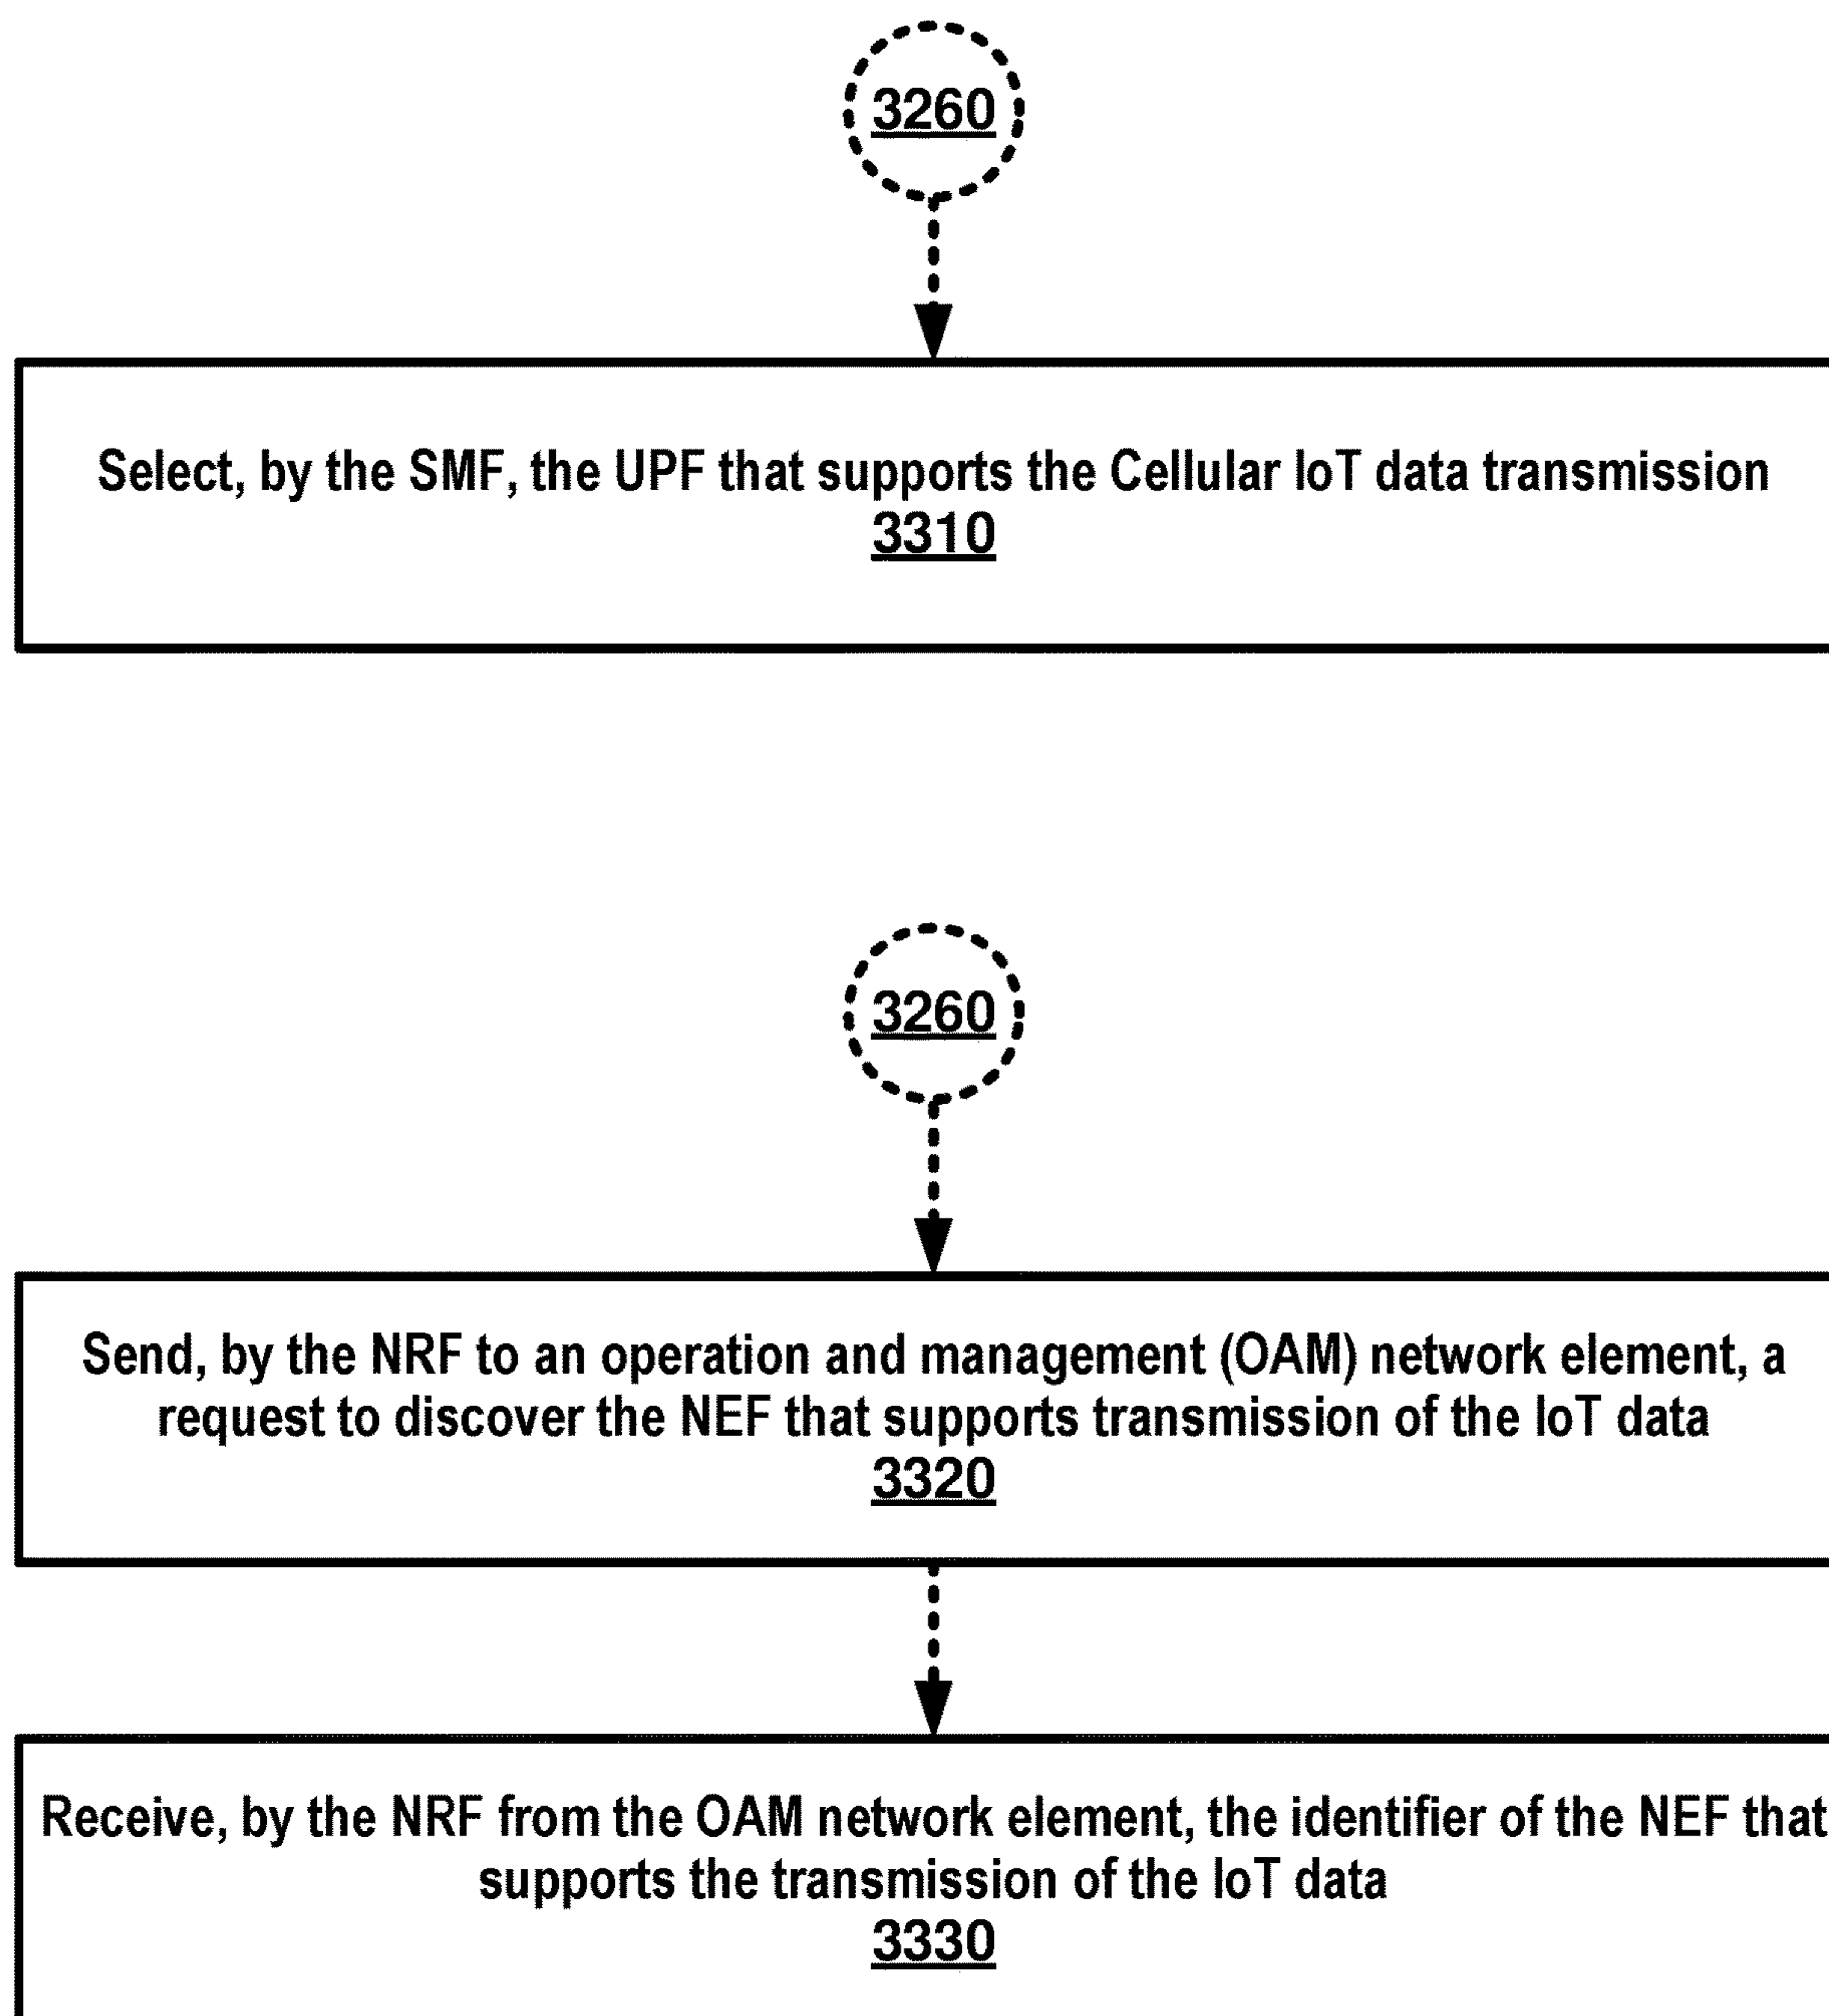 3260
Select, by the SMF, the UPF that supports the Cellular IoT data transmission
3310
3260
Send, by the NRF to an operation and management (OAM) network element, a
request to discover the NEF that supports transmission of the IoT data
3320
Receive, by the NRF from the OAM network element, the identifier of the NEF that
supports the transmission of the IoT data
3330